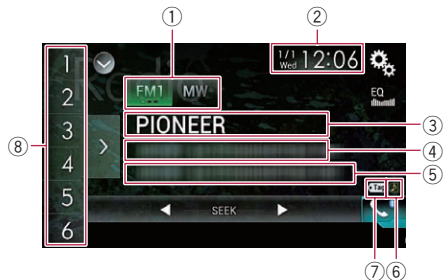 ① ②
1/1 Wed 12:06
1
2
3
4
5
6
FM1 MW
EQ
PIONEER
③
④
⑤
⑧
Tag
SEEK
⑦ ⑥